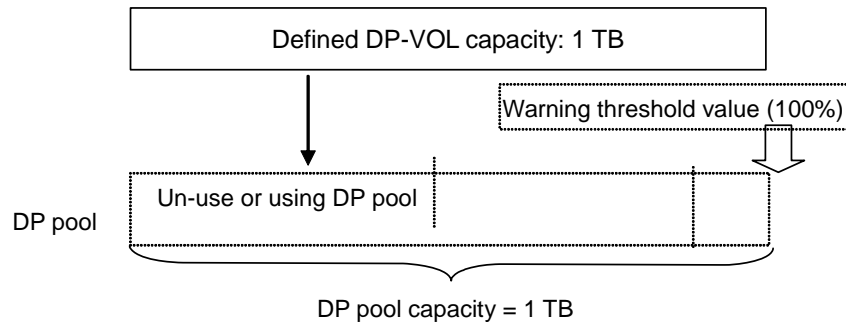 Defined DP-VOL capacity: 1 TB
Warning threshold value (100%)
Un-use or using DP pool
DP pool
DP pool capacity = 1 TB